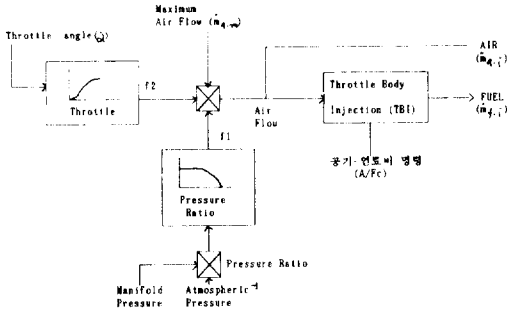 Maximum
Air Flow (ṁa.m)
Throttle angle(α)
AIR
(ṁa.i)
f2
Throttle
Air
Flow
Throttle Body
Injection (TBI)
FUEL
(ṁf.i)
f1
공기-연료비 명령
(A/Fc)
Pressure
Ratio
Pressure Ratio
Manifold
Pressure
Atmospheric⁻¹
Pressure